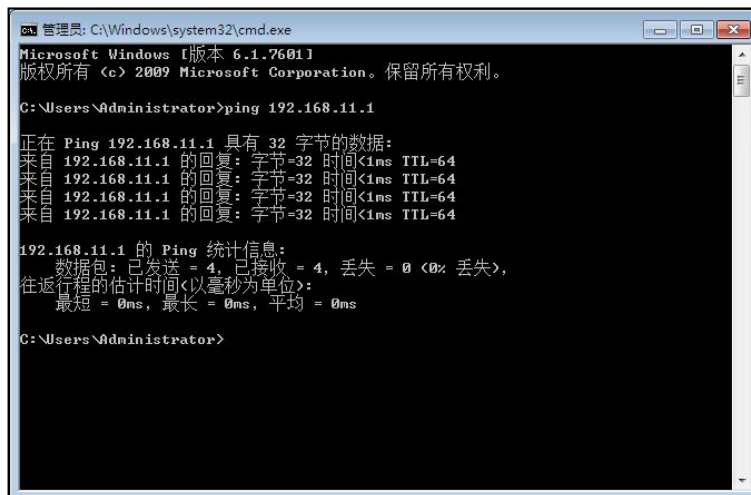 管理员: C:\Windows\system32\cmd.exe
Microsoft Windows [版本 6.1.7601]
版权所有 (c) 2009 Microsoft Corporation。保留所有权利。
C:\Users\Administrator>ping 192.168.11.1
正在 Ping 192.168.11.1 具有 32 字节的数据:
来自 192.168.11.1 的回复: 字节=32 时间<1ms TTL=64
来自 192.168.11.1 的回复: 字节=32 时间<1ms TTL=64
来自 192.168.11.1 的回复: 字节=32 时间<1ms TTL=64
来自 192.168.11.1 的回复: 字节=32 时间<1ms TTL=64
192.168.11.1 的 Ping 统计信息:
数据包: 已发送 = 4, 已接收 = 4, 丢失 = 0 (0% 丢失),
往返行程的估计时间(以毫秒为单位):
最短 = 0ms, 最长 = 0ms, 平均 = 0ms
C:\Users\Administrator>